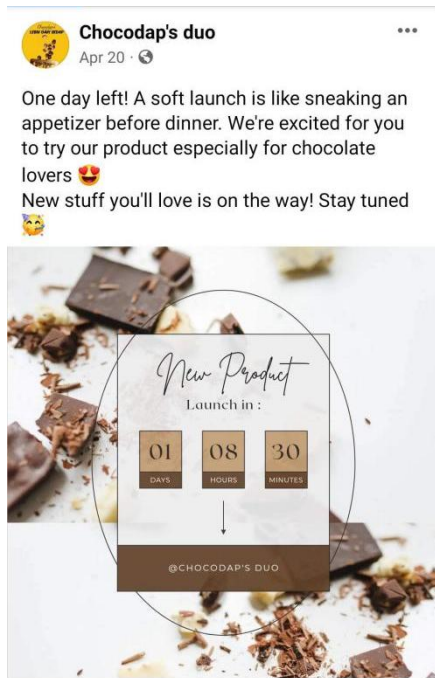 Chocodap's duo
Apr 20
One day left! A soft launch is like sneaking an
appetizer before dinner. We're excited for you
to try our product especially for chocolate
lovers 😍
New stuff you'll love is on the way! Stay tuned
🥳
New Product
Launch in :
01 08 30
DAYS HOURS MINUTES
@CHOCODAP'S DUO